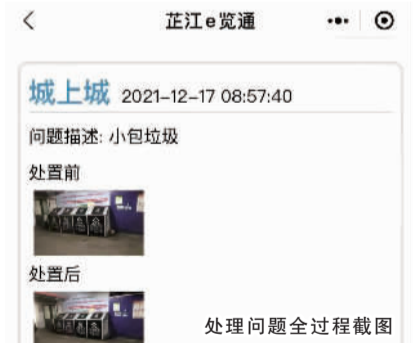 芷江e览通
城上城 2021-12-17 08:57:40
问题描述: 小包垃圾
处置前
处置后
处理问题全过程截图